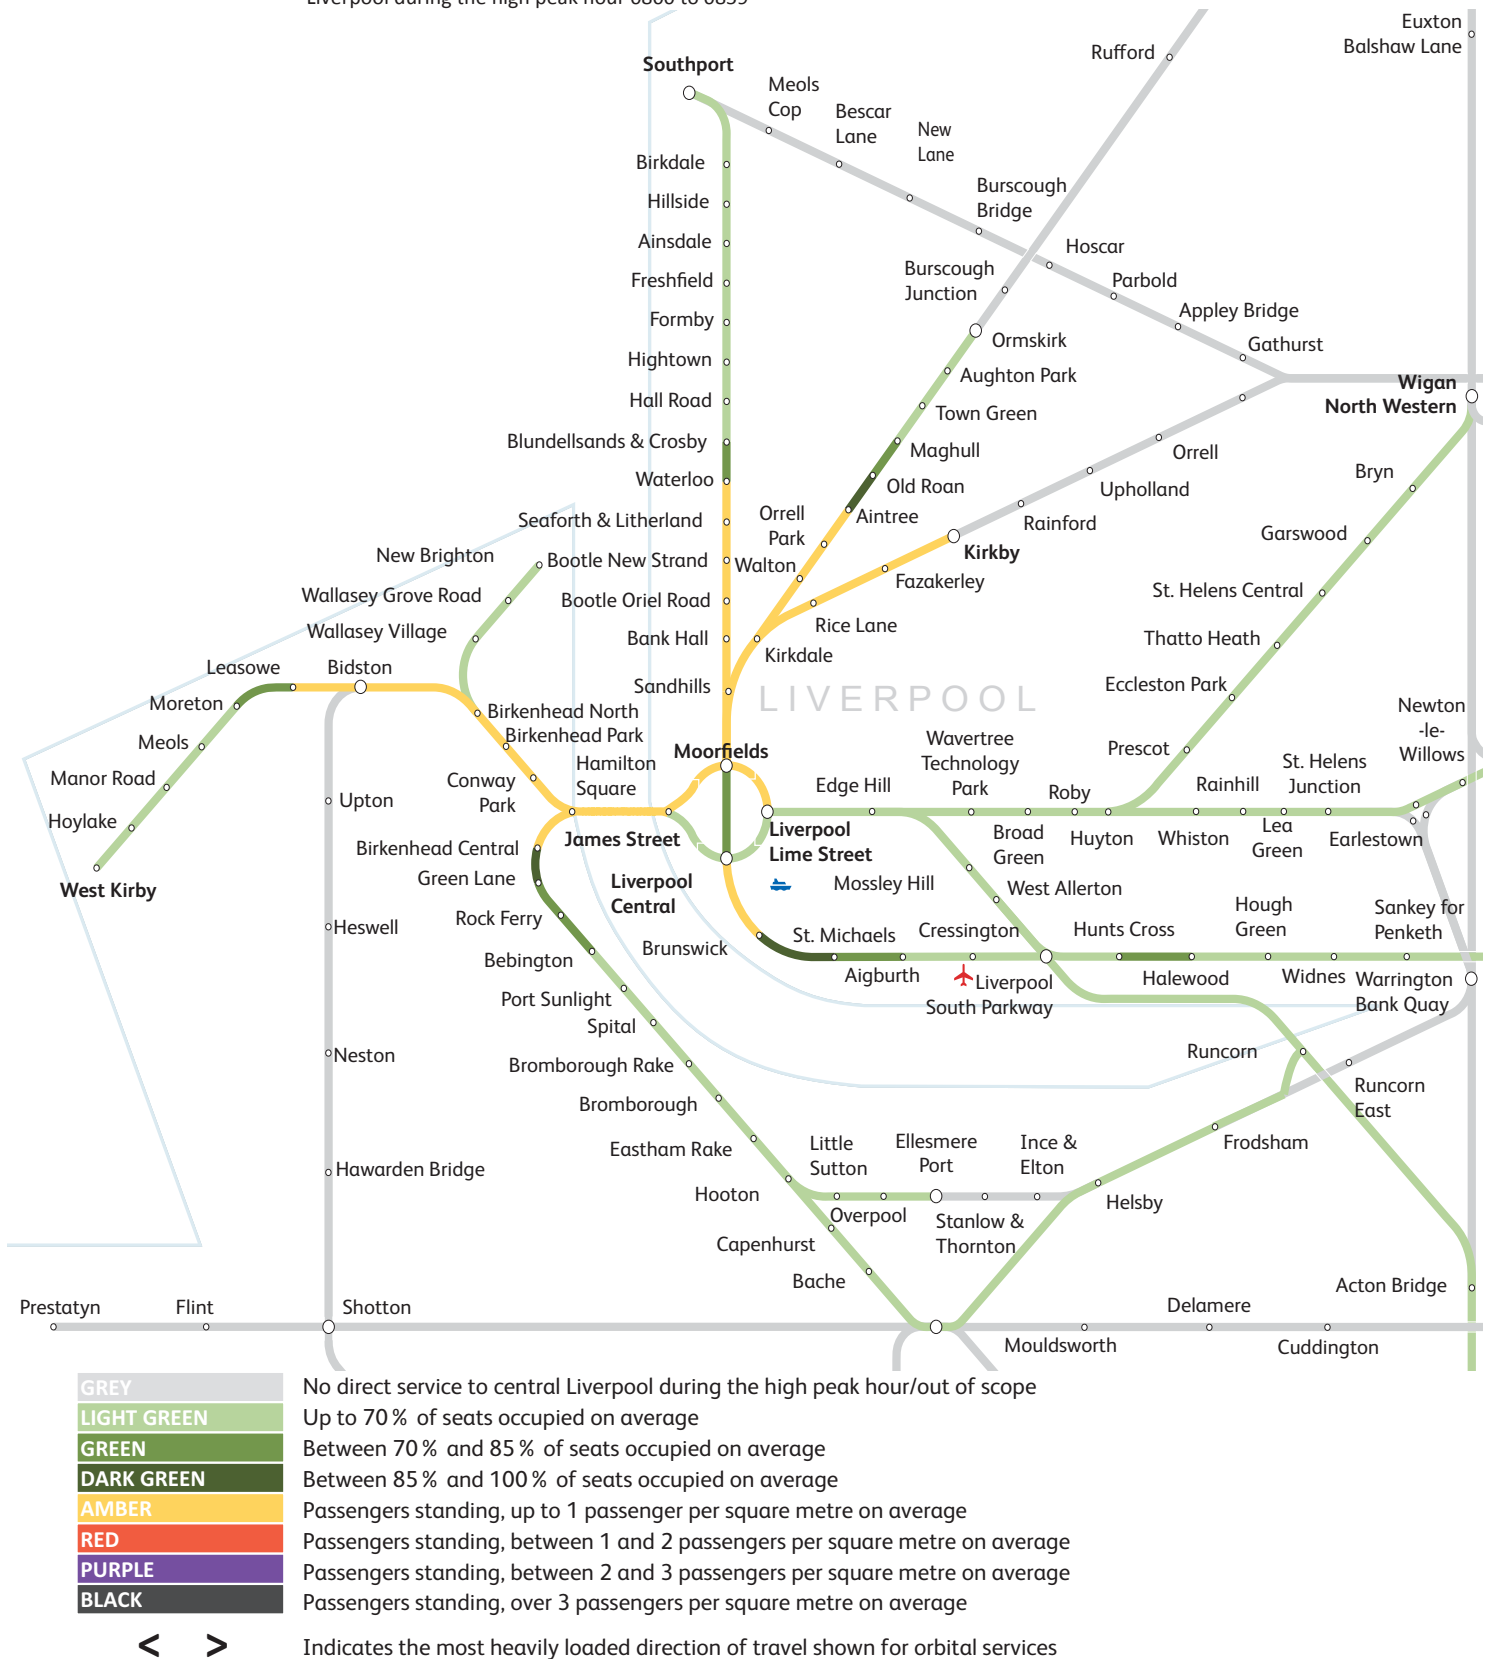 Liverpool during the high peak hour 0800 to 0859
Euxton
Balshaw Lane
Rufford
Southport
Meols
Cop
Bescar
Lane
New
Lane
Birkdale
Burscough
Bridge
Hillside
Ainsdale
Hoscar
Burscough
Junction
Freshfield
Parbold
Formby
Appley Bridge
Ormskirk
Gathurst
Hightown
Aughton Park
Wigan
North Western
Hall Road
Town Green
Blundellsands & Crosby
Maghull
Orrell
Bryn
Waterloo
Old Roan
Upholland
Seaforth & Litherland
Orrell
Park
Aintree
Rainford
Garswood
New Brighton
Bootle New Strand
Walton
Kirkby
Fazakerley
Wallasey Grove Road
Bootle Oriel Road
St. Helens Central
Wallasey Village
Bank Hall
Rice Lane
Thatto Heath
Kirkdale
Leasowe
Bidston
Sandhills
Eccleston Park
LIVERPOOL
Moreton
Birkenhead North
Newton
-le-
Willows
Meols
Birkenhead Park
Moorfields
Wavertree
Technology
Park
Prescot
Manor Road
Conway
Park
Hamilton
Square
Edge Hill
Roby
Rainhill
St. Helens
Junction
Upton
Hoylake
James Street
Liverpool
Lime Street
Broad
Green
Huyton
Whiston
Lea
Green
Earlestown
Birkenhead Central
Green Lane
West Kirby
Liverpool
Central
Mossley Hill
West Allerton
Rock Ferry
Heswell
Brunswick
St. Michaels
Cressington
Hunts Cross
Hough
Green
Sankey for
Penketh
Bebington
Aigburth
Liverpool
South Parkway
Halewood
Widnes
Warrington
Bank Quay
Port Sunlight
Spital
Neston
Bromborough Rake
Runcorn
Runcorn
East
Bromborough
Eastham Rake
Little
Sutton
Ellesmere
Port
Ince &
Elton
Frodsham
Hawarden Bridge
Hooton
Overpool
Stanlow &
Thornton
Helsby
Capenhurst
Bache
Acton Bridge
Prestatyn
Flint
Shotton
Delamere
Mouldsworth
Cuddington
GREY No direct service to central Liverpool during the high peak hour/out of scope
LIGHT GREEN Up to 70 % of seats occupied on average
GREEN Between 70 % and 85 % of seats occupied on average
DARK GREEN Between 85 % and 100 % of seats occupied on average
AMBER Passengers standing, up to 1 passenger per square metre on average
RED Passengers standing, between 1 and 2 passengers per square metre on average
PURPLE Passengers standing, between 2 and 3 passengers per square metre on average
BLACK Passengers standing, over 3 passengers per square metre on average
< > Indicates the most heavily loaded direction of travel shown for orbital services